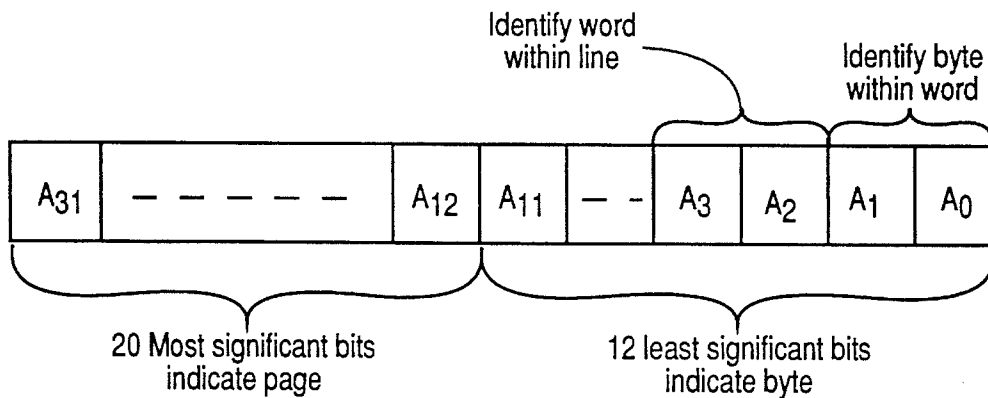 Identify word
within line
Identify byte
within word
A31 – – – – – A12 A11 – – A3 A2 A1 A0
20 Most significant bits
indicate page
12 least significant bits
indicate byte